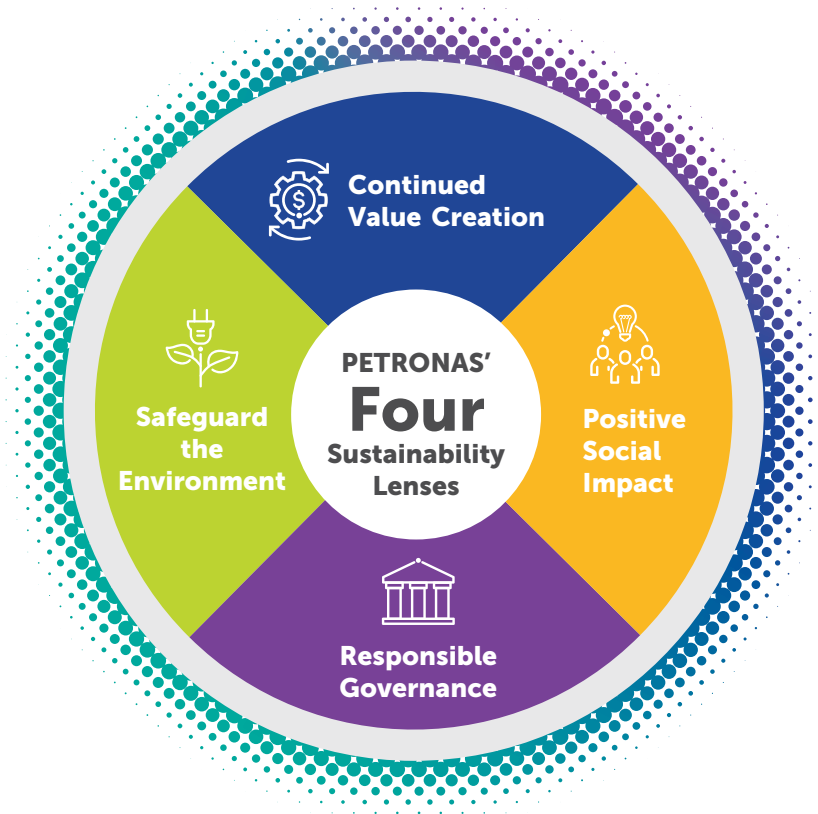 Continued
Value Creation
PETRONAS’
Four
Sustainability
Lenses
Safeguard
the
Environment
Positive
Social
Impact
Responsible
Governance
$